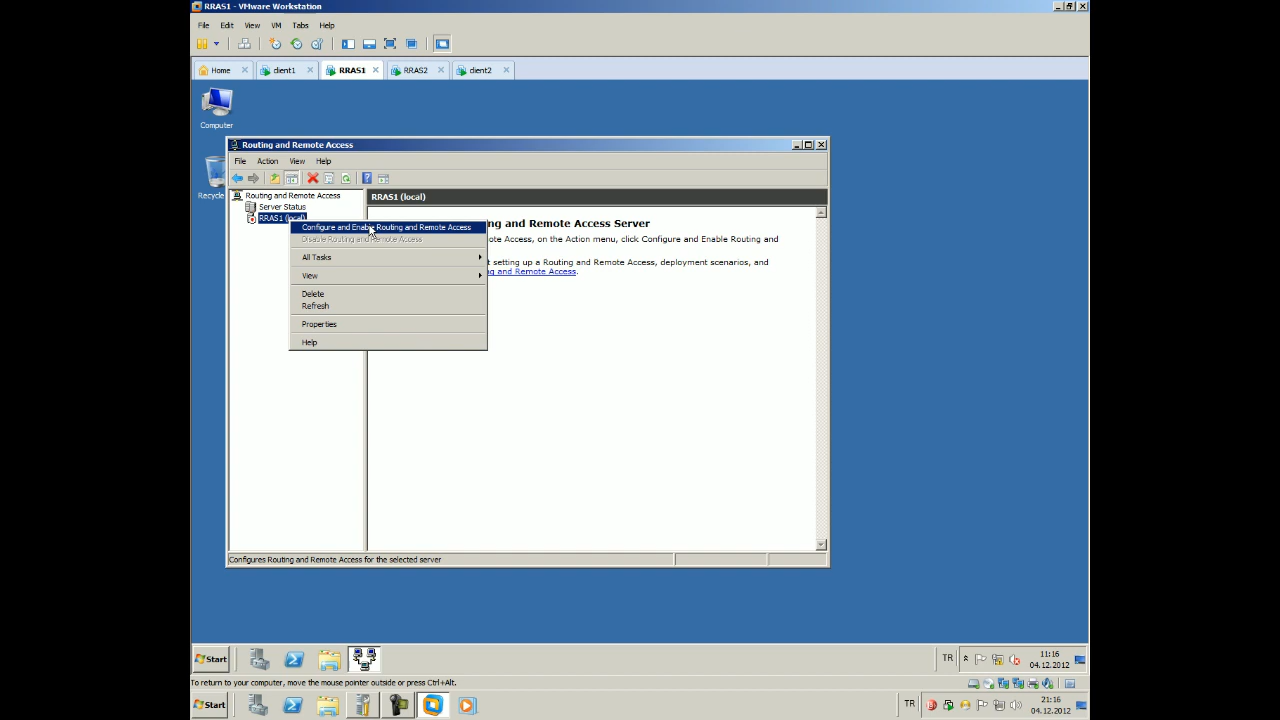 RRAS1 - VMware Workstation
File Edit View VM Tabs Help
Home client1 RRAS1 RRAS2 client2
Computer
Recycle
Routing and Remote Access
File Action View Help
Routing and Remote Access
Server Status
RRAS1 (local)
RRAS1 (local)
ng and Remote Access Server
ote Access, on the Action menu, click Configure and Enable Routing and
t setting up a Routing and Remote Access, deployment scenarios, and
ng and Remote Access.
Configure and Enable Routing and Remote Access
Disable Routing and Remote Access
All Tasks
View
Delete
Refresh
Properties
Help
Configures Routing and Remote Access for the selected server
Start
TR
11:16
04.12.2012
To return to your computer, move the mouse pointer outside or press Ctrl+Alt.
Start
TR
21:16
04.12.2012